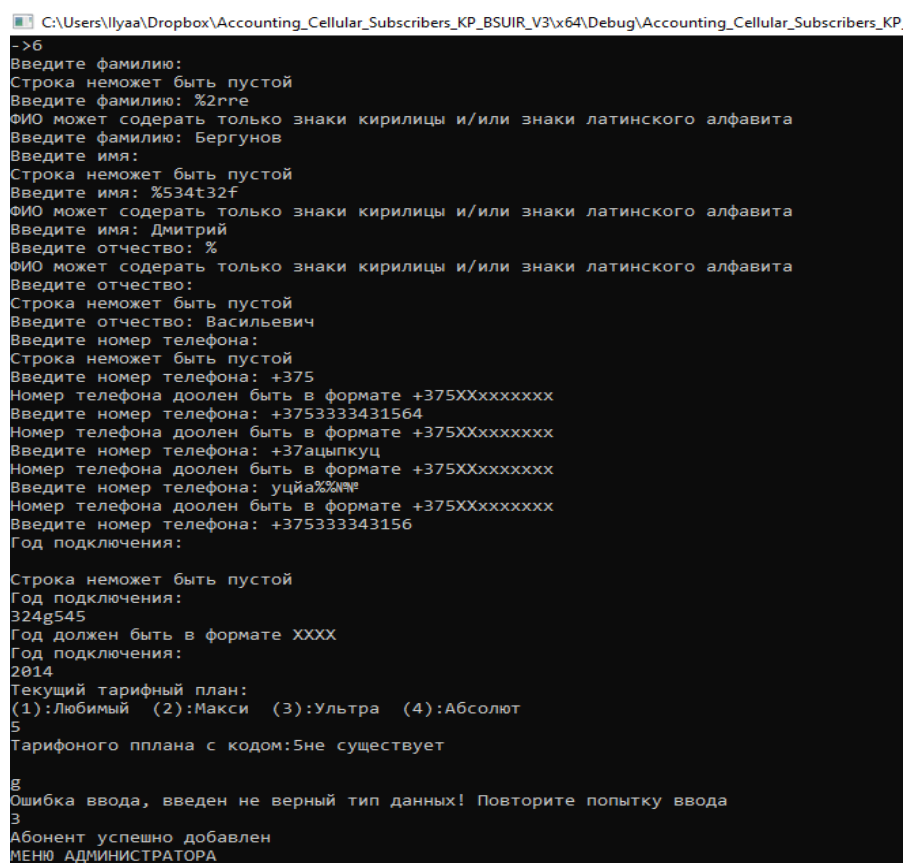 C:\Users\Ilyaa\Dropbox\Accounting_Cellular_Subscribers_KP_BSUIR_V3\x64\Debug\Accounting_Cellular_Subscribers_KP_
->6
Введите фамилию:
Строка неможет быть пустой
Введите фамилию: %2rre
ФИО может содерать только знаки кирилицы и/или знаки латинского алфавита
Введите фамилию: Бергунов
Введите имя:
Строка неможет быть пустой
Введите имя: %534t32f
ФИО может содерать только знаки кирилицы и/или знаки латинского алфавита
Введите имя: Дмитрий
Введите отчество: %
ФИО может содерать только знаки кирилицы и/или знаки латинского алфавита
Введите отчество:
Строка неможет быть пустой
Введите отчество: Васильевич
Введите номер телефона:
Строка неможет быть пустой
Введите номер телефона: +375
Номер телефона доолен быть в формате +375XXxxxxxxx
Введите номер телефона: +3753333431564
Номер телефона доолен быть в формате +375XXxxxxxxx
Введите номер телефона: +37ацыпкуц
Номер телефона доолен быть в формате +375XXxxxxxxx
Введите номер телефона: уцйа%%№№
Номер телефона доолен быть в формате +375XXxxxxxxx
Введите номер телефона: +375333343156
Год подключения:
Строка неможет быть пустой
Год подключения:
324g545
Год должен быть в формате XXXX
Год подключения:
2014
Текущий тарифный план:
(1):Любимый (2):Макси (3):Ультра (4):Абсолют
5
Тарифоного пплана с кодом:5не существует
g
Ошибка ввода, введен не верный тип данных! Повторите попытку ввода
3
Абонент успешно добавлен
МЕНЮ АДМИНИСТРАТОРА